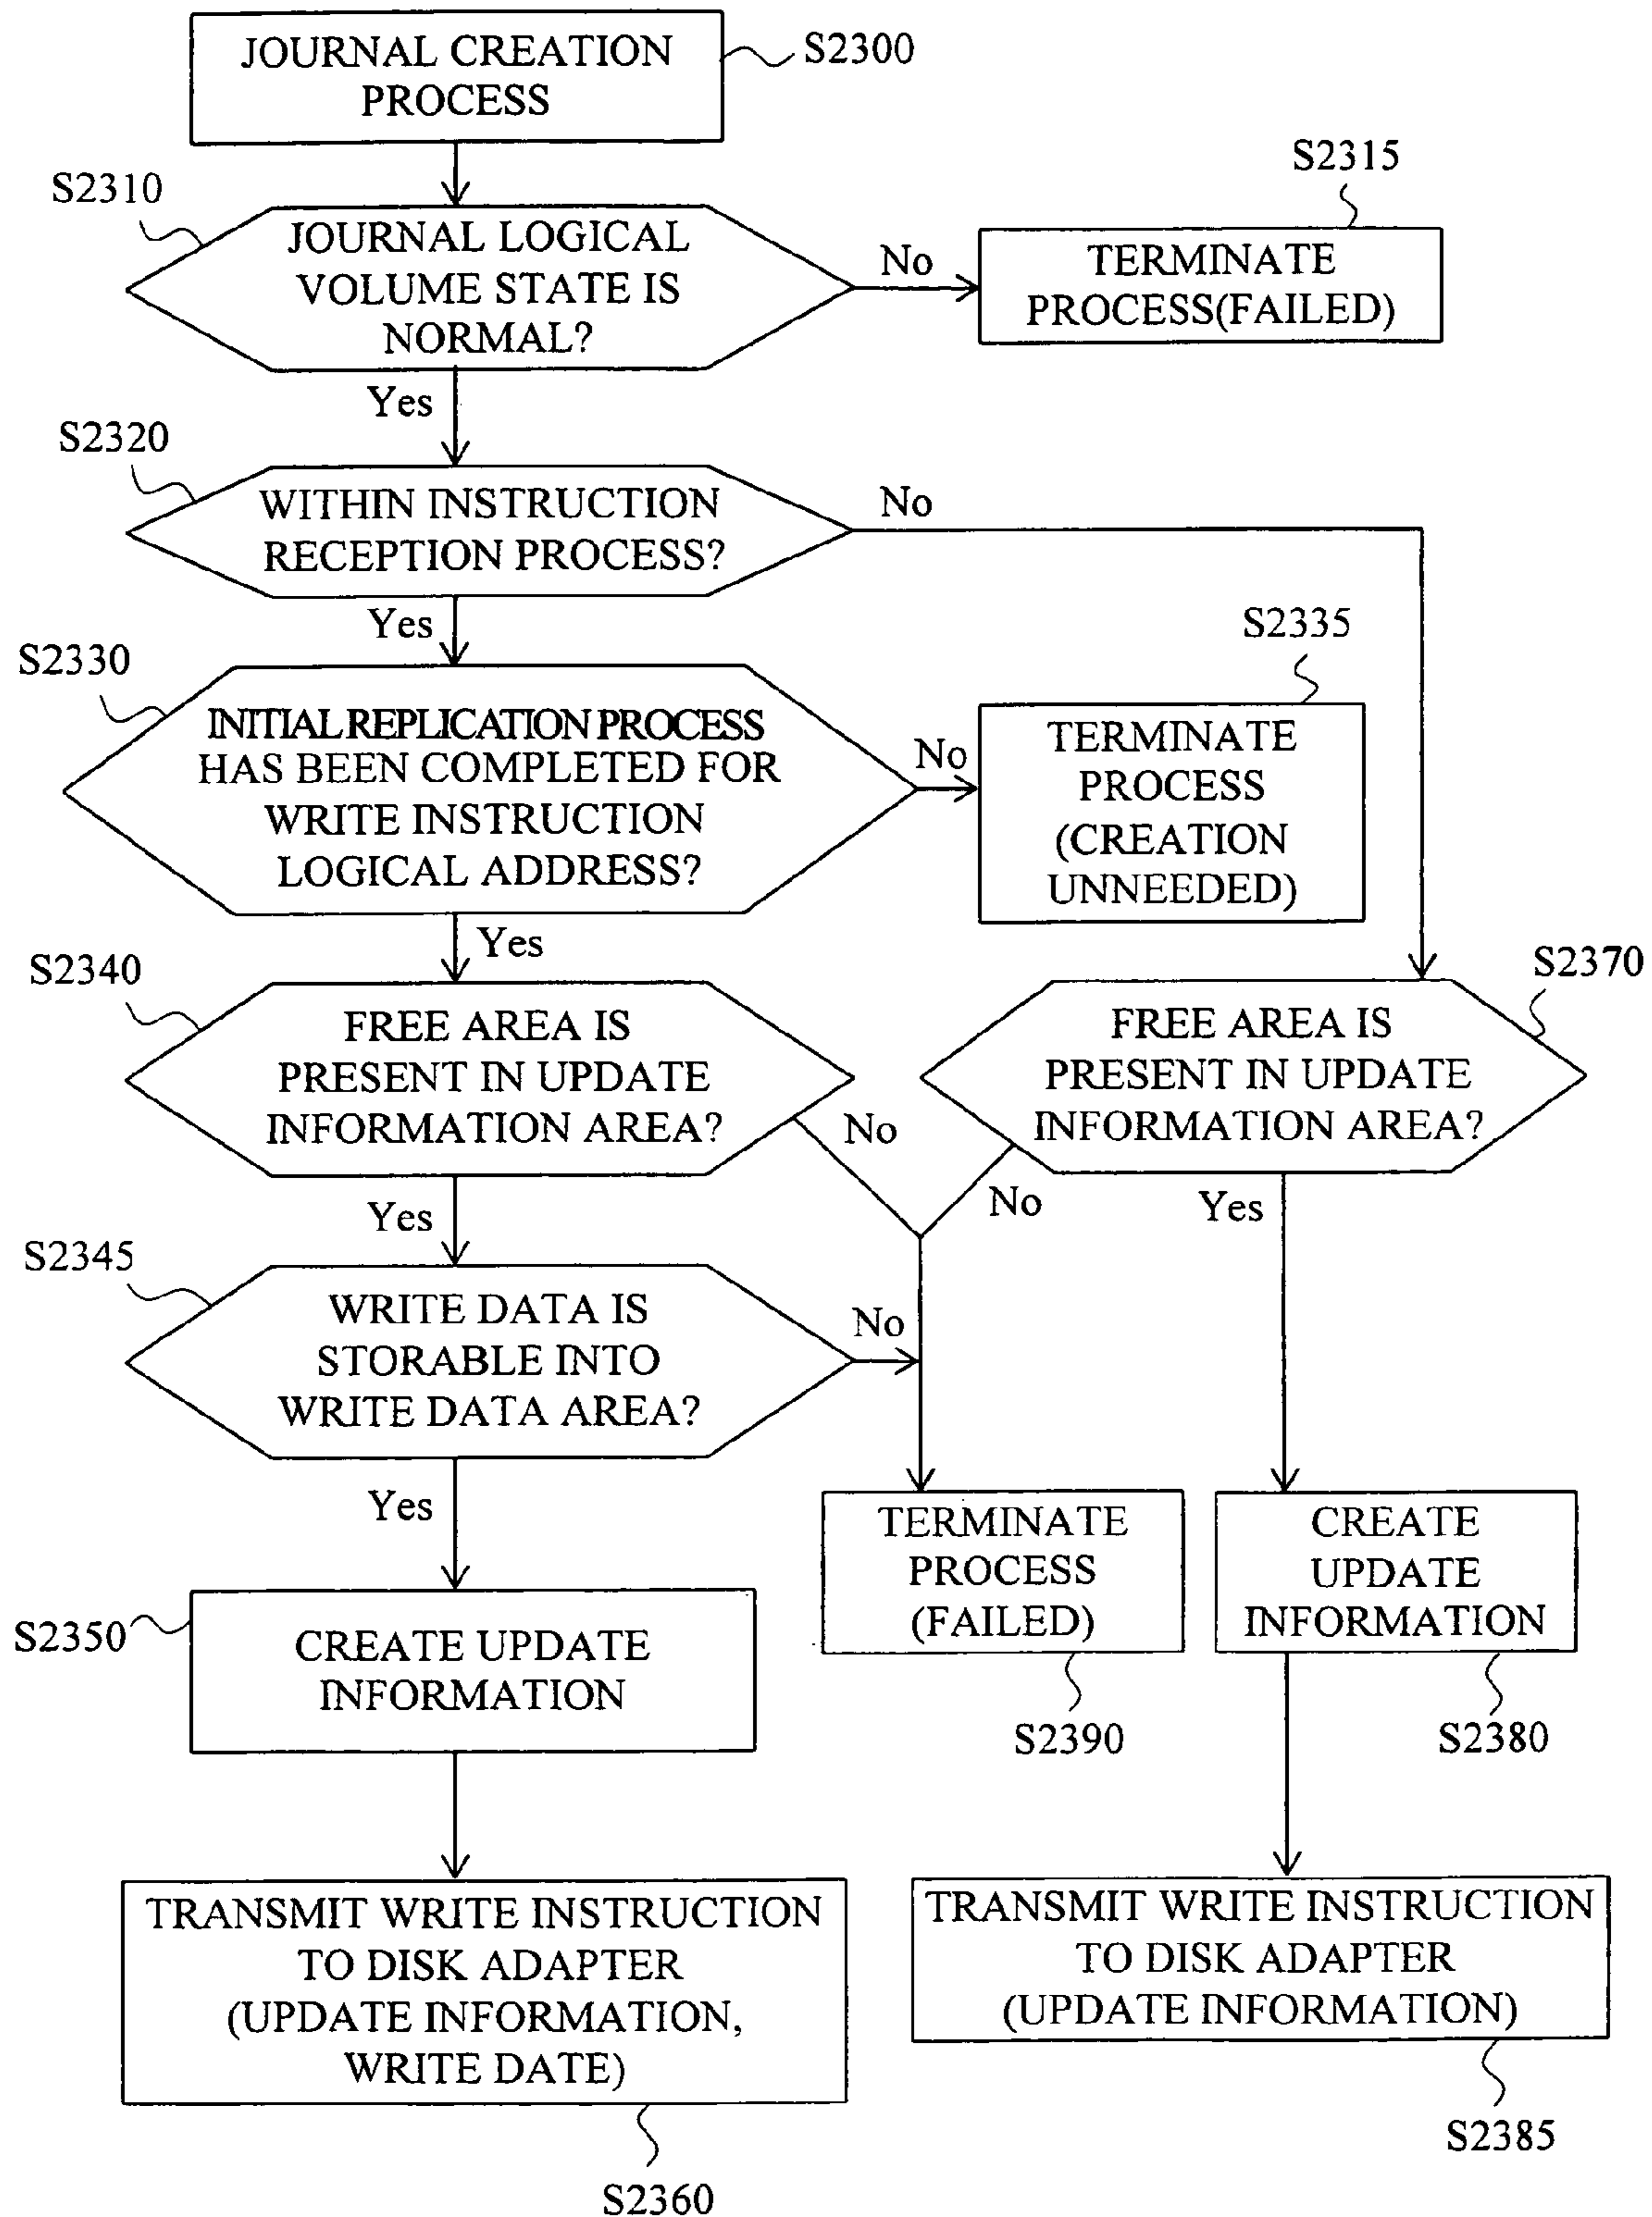 JOURNAL CREATION
PROCESS
S2300
S2310
JOURNAL LOGICAL
VOLUME STATE IS
NORMAL?
No
S2315
TERMINATE
PROCESS(FAILED)
Yes
S2320
WITHIN INSTRUCTION
RECEPTION PROCESS?
No
Yes
S2330
INITIAL REPLICATION PROCESS
HAS BEEN COMPLETED FOR
WRITE INSTRUCTION
LOGICAL ADDRESS?
No
S2335
TERMINATE
PROCESS
(CREATION
UNNEEDED)
Yes
S2340
FREE AREA IS
PRESENT IN UPDATE
INFORMATION AREA?
No
S2370
FREE AREA IS
PRESENT IN UPDATE
INFORMATION AREA?
No
Yes
Yes
S2345
WRITE DATA IS
STORABLE INTO
WRITE DATA AREA?
No
Yes
TERMINATE
PROCESS
(FAILED)
S2390
CREATE
UPDATE
INFORMATION
S2380
S2350
CREATE UPDATE
INFORMATION
TRANSMIT WRITE INSTRUCTION
TO DISK ADAPTER
(UPDATE INFORMATION,
WRITE DATE)
S2360
TRANSMIT WRITE INSTRUCTION
TO DISK ADAPTER
(UPDATE INFORMATION)
S2385